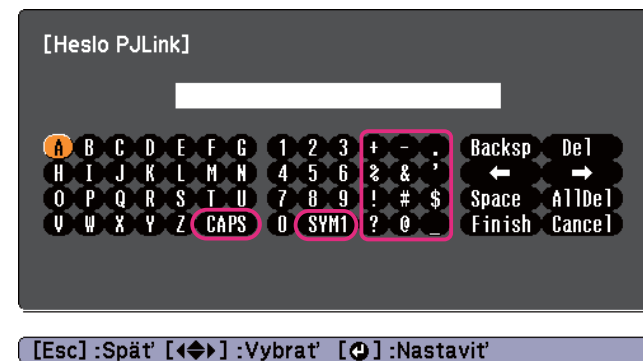 [Heslo PJLink]
A B C D E F G 1 2 3 + - . Backsp Del
H I J K L M N 4 5 6 % & ' ← →
O P Q R S T U 7 8 9 ! # $ Space AllDel
V W X Y Z CAPS 0 SYM1 ? @ _ Finish Cancel
[Esc] :Späť [◀◆▶] :Vybrať [↵] :Nastaviť